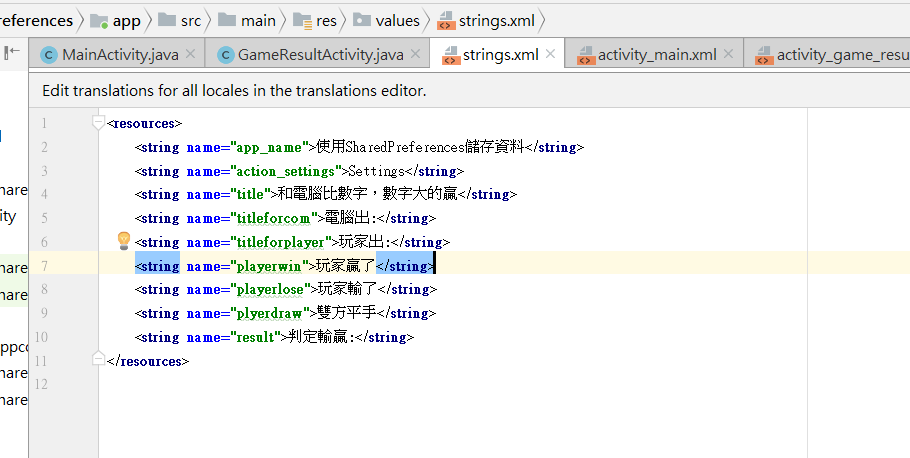 eferences app src main res values strings.xml
MainActivity.java GameResultActivity.java strings.xml activity_main.xml activity_game_resu
Edit translations for all locales in the translations editor.
1 <resources>
2 <string name="app_name">使用SharedPreferences儲存資料</string>
3 <string name="action_settings">Settings</string>
4 <string name="title">和電腦比數字，數字大的贏</string>
5 <string name="titleforcom">電腦出:</string>
6 <string name="titleforplayer">玩家出:</string>
7 <string name="playerwin">玩家贏了</string>
8 <string name="playerlose">玩家輸了</string>
9 <string name="plyerdraw">雙方平手</string>
10 <string name="result">判定輸贏:</string>
11 </resources>
12
hare
ity
hare
hare
appco
hare
hare